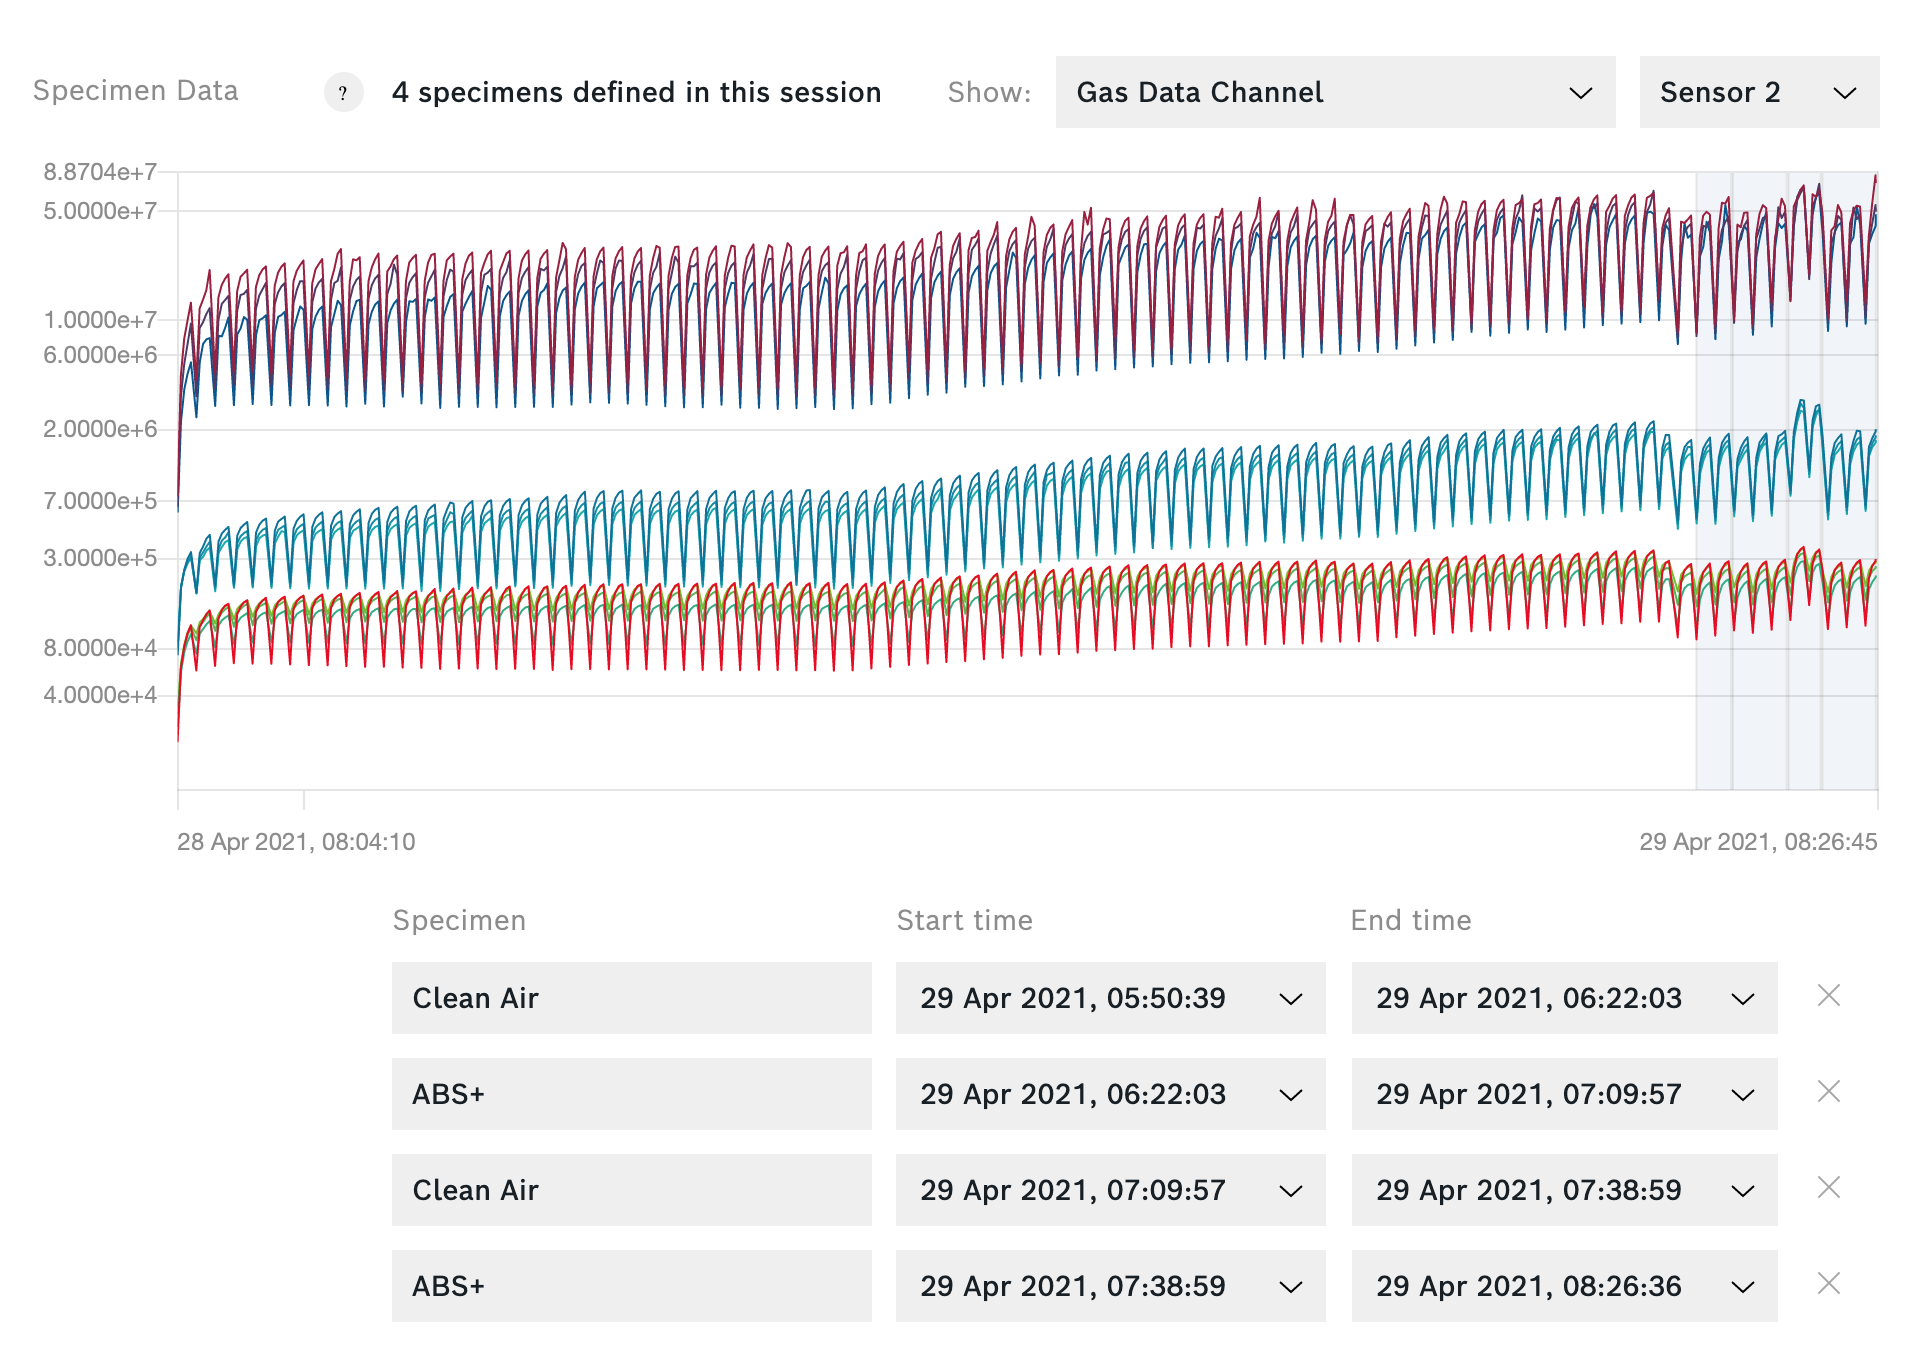 Specimen Data ? 4 specimens defined in this session Show: Gas Data Channel Sensor 2
8.8704e+7
5.0000e+7
1.0000e+7
6.0000e+6
2.0000e+6
7.0000e+5
3.0000e+5
8.0000e+4
4.0000e+4
28 Apr 2021, 08:04:10 29 Apr 2021, 08:26:45
Specimen Start time End time
Clean Air 29 Apr 2021, 05:50:39 29 Apr 2021, 06:22:03
ABS+ 29 Apr 2021, 06:22:03 29 Apr 2021, 07:09:57
Clean Air 29 Apr 2021, 07:09:57 29 Apr 2021, 07:38:59
ABS+ 29 Apr 2021, 07:38:59 29 Apr 2021, 08:26:36